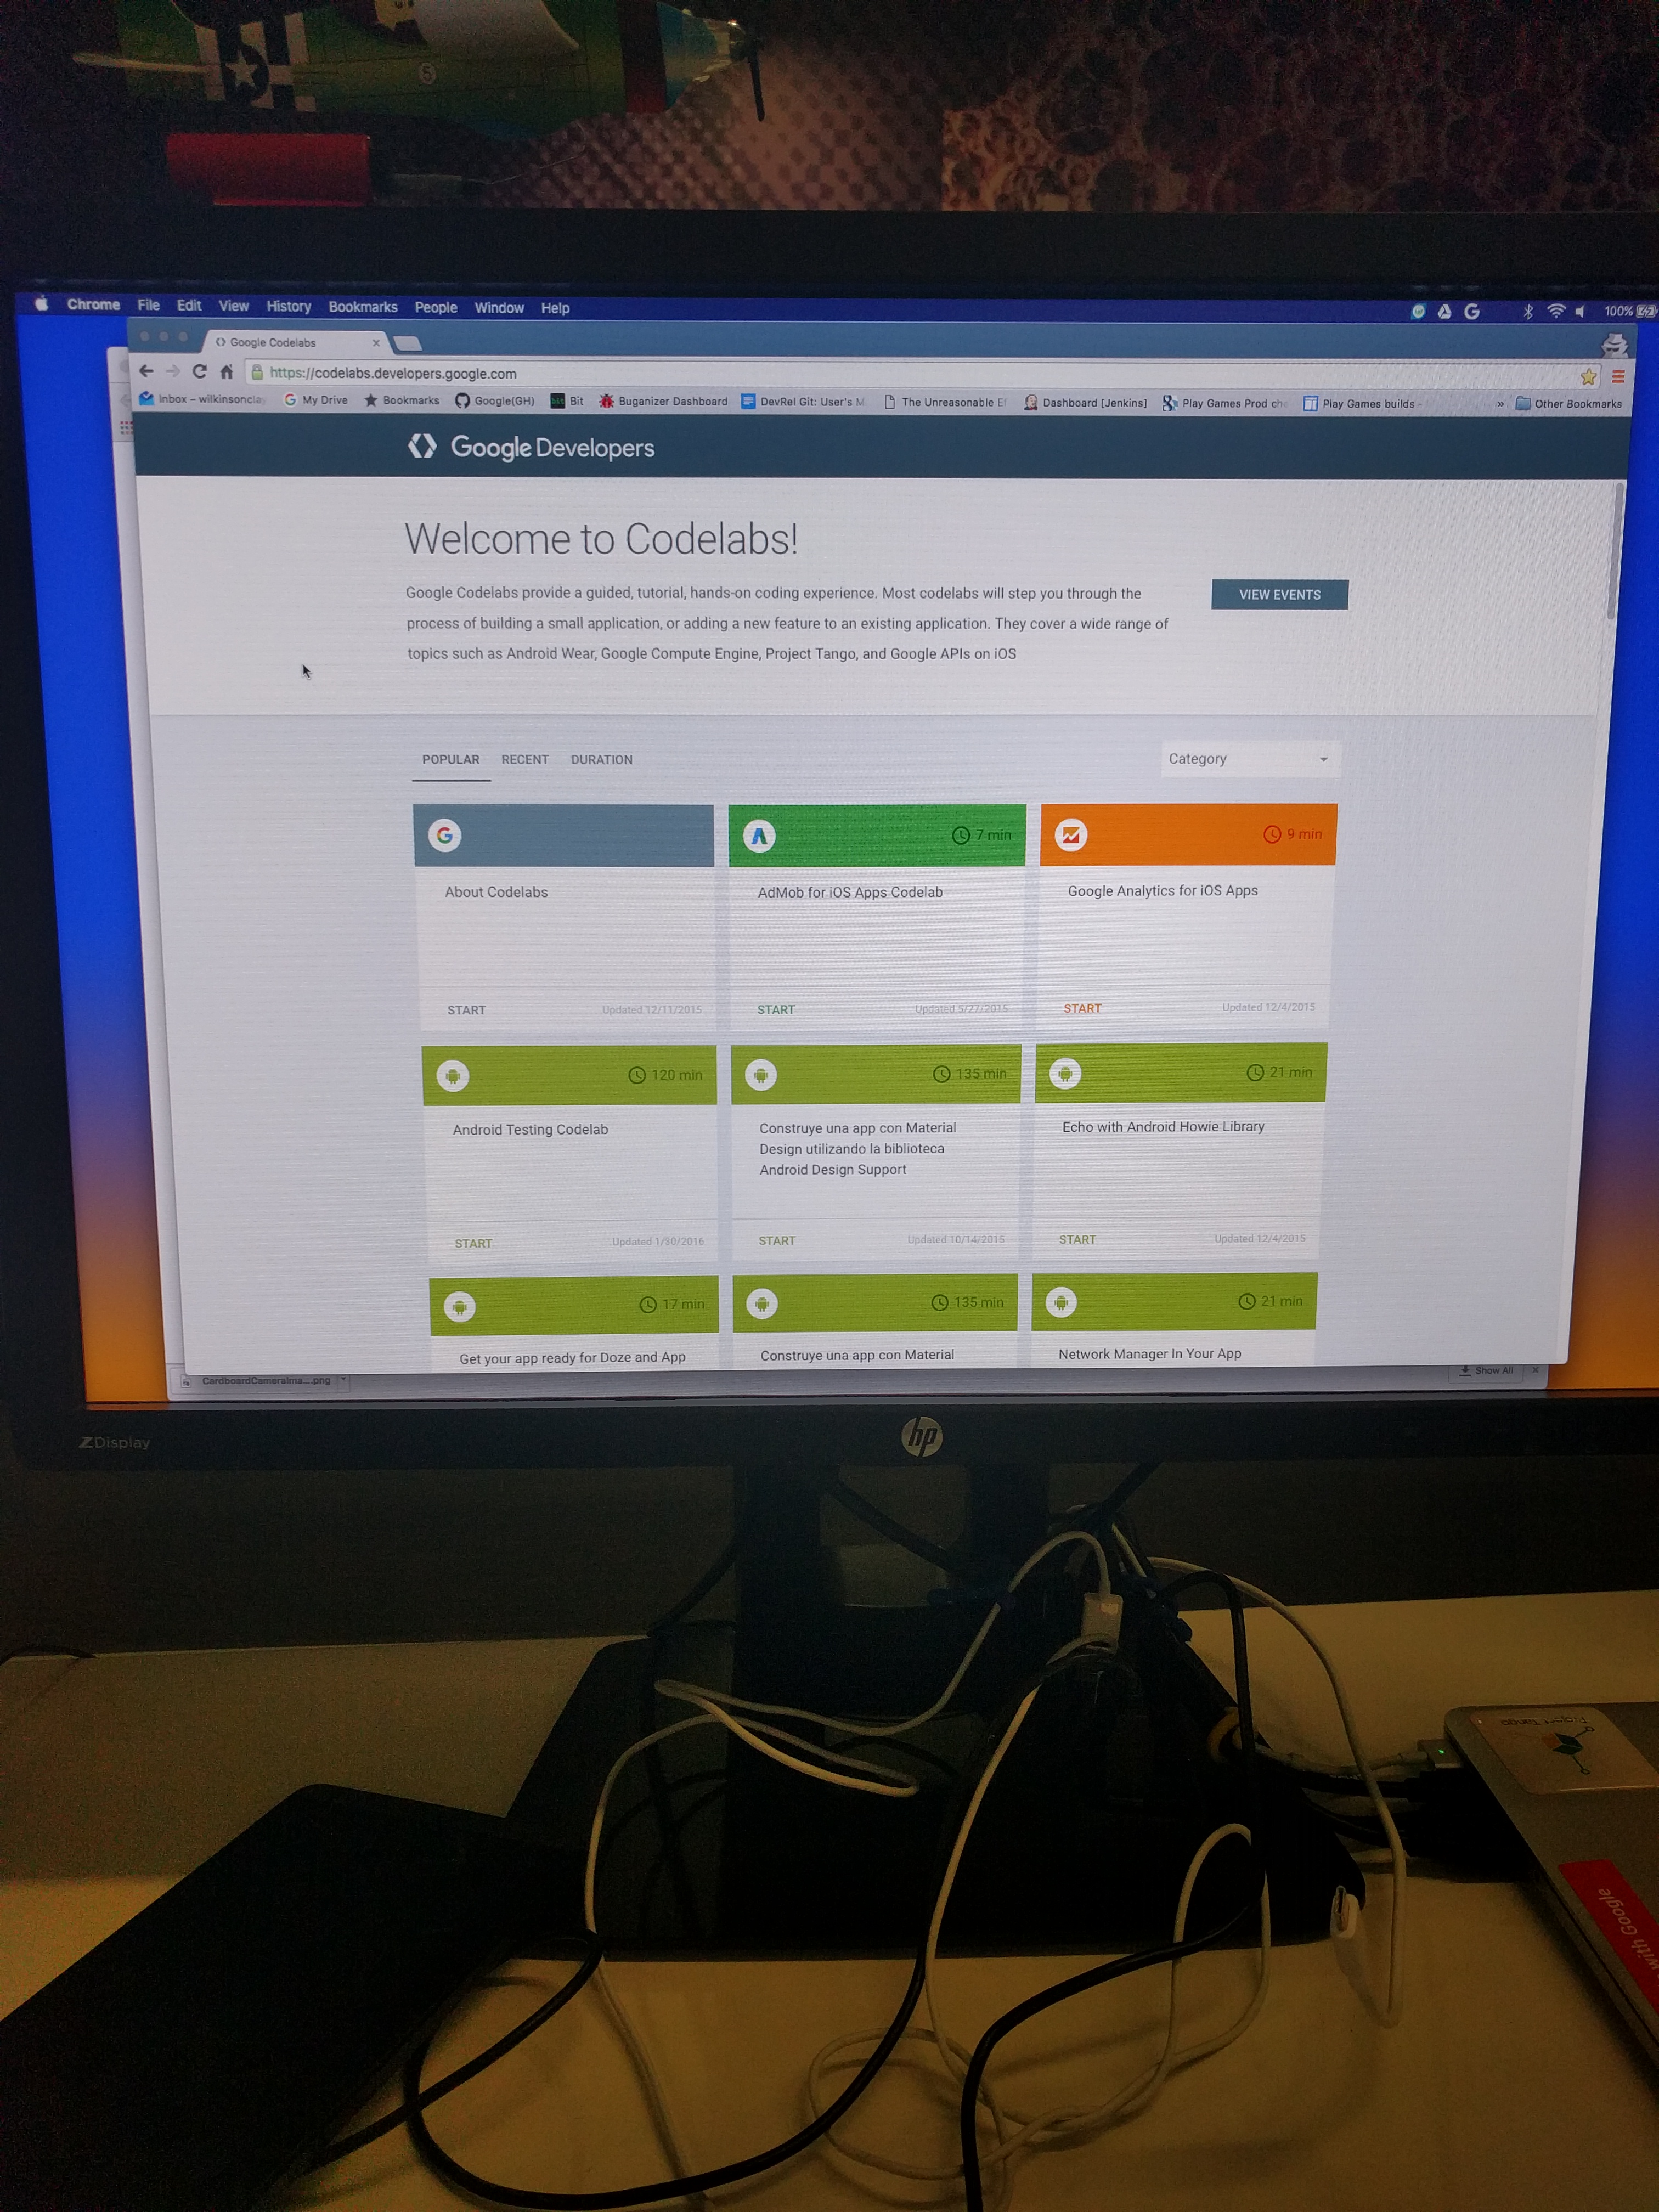 5
Chrome File Edit View History Bookmarks People Window Help 100%
Google Codelabs
https://codelabs.developers.google.com
Inbox – wilkinsonclay My Drive Bookmarks Google(GH) Bit Buganizer Dashboard DevRel Git: User's M The Unreasonable Ef Dashboard [Jenkins] Play Games Prod che Play Games builds - » Other Bookmarks
Google Developers
Welcome to Codelabs!
Google Codelabs provide a guided, tutorial, hands-on coding experience. Most codelabs will step you through the
process of building a small application, or adding a new feature to an existing application. They cover a wide range of
topics such as Android Wear, Google Compute Engine, Project Tango, and Google APIs on iOS
VIEW EVENTS
POPULAR RECENT DURATION
Category
7 min
9 min
About Codelabs
AdMob for iOS Apps Codelab
Google Analytics for iOS Apps
START Updated 12/11/2015
START Updated 5/27/2015
START Updated 12/4/2015
120 min
135 min
21 min
Android Testing Codelab
Construye una app con Material
Design utilizando la biblioteca
Android Design Support
Echo with Android Howie Library
START Updated 1/30/2016
START Updated 10/14/2015
START Updated 12/4/2015
17 min
135 min
21 min
Get your app ready for Doze and App
Construye una app con Material
Network Manager In Your App
CardboardCameraIma....png
Show All
ZDisplay
hp
Project Tango
with Google